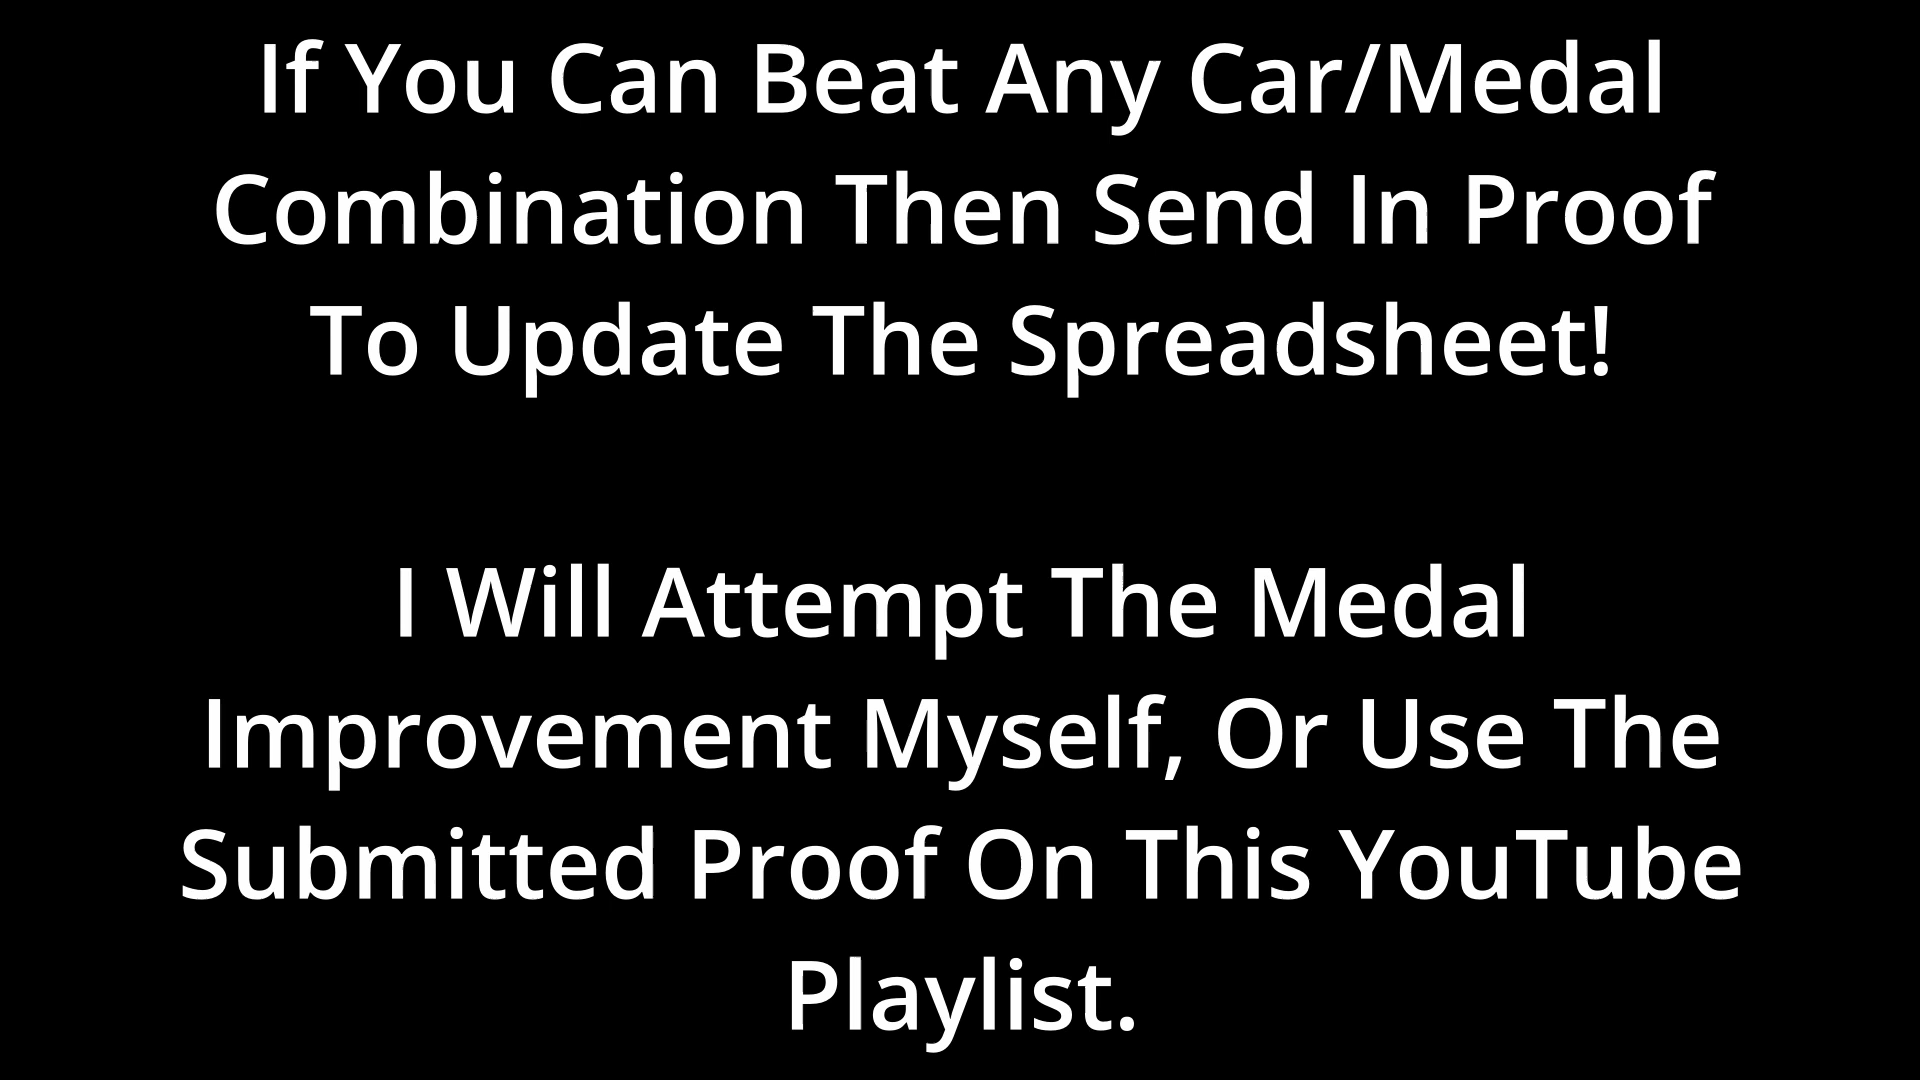 If You Can Beat Any Car/Medal
Combination Then Send In Proof
To Update The Spreadsheet!
I Will Attempt The Medal
Improvement Myself, Or Use The
Submitted Proof On This YouTube
Playlist.